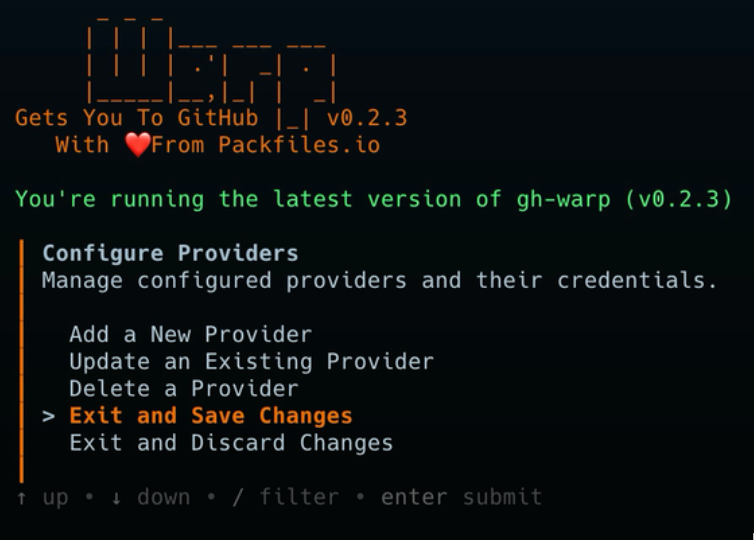 Warp
Gets You To GitHub v0.2.3
With ❤️From Packfiles.io
You're running the latest version of gh-warp (v0.2.3)
Configure Providers
Manage configured providers and their credentials.
Add a New Provider
Update an Existing Provider
Delete a Provider
> Exit and Save Changes
Exit and Discard Changes
↑ up • ↓ down • / filter • enter submit